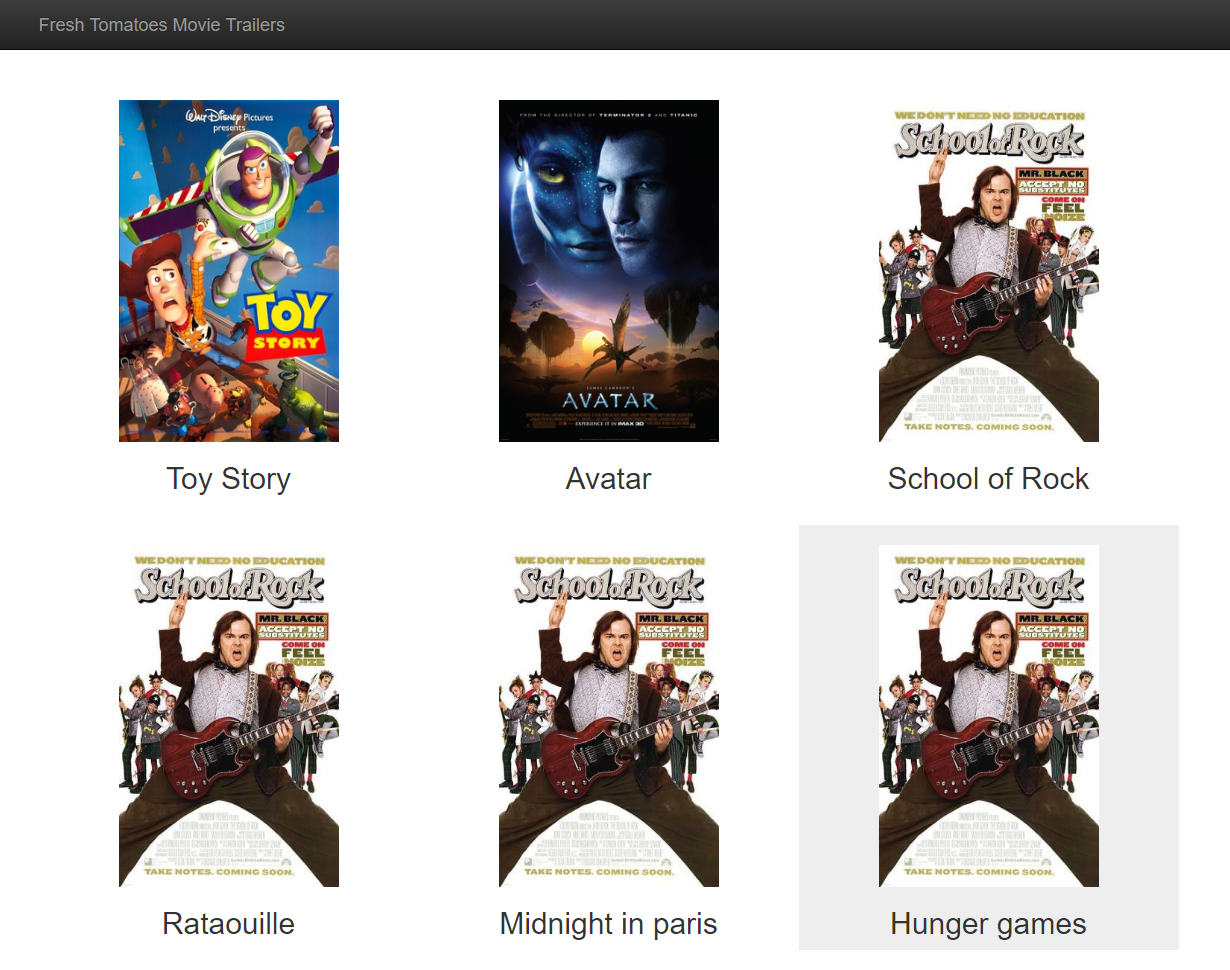 Fresh Tomatoes Movie Trailers
Walt Disney Pictures
presents
TOY
STORY
FROM THE DIRECTOR OF TERMINATOR 2 AND TITANIC
JAMES CAMERON'S
AVATAR
EXPERIENCE IT IN IMAX 3D
WE DON'T NEED NO EDUCATION
School of Rock
MR. BLACK
ACCEPT NO
SUBSTITUTES
COME ON
FEEL
NOIZE
TAKE NOTES. COMING SOON.
Toy Story
Avatar
School of Rock
WE DON'T NEED NO EDUCATION
School of Rock
MR. BLACK
ACCEPT NO
SUBSTITUTES
COME ON
FEEL
NOIZE
TAKE NOTES. COMING SOON.
WE DON'T NEED NO EDUCATION
School of Rock
MR. BLACK
ACCEPT NO
SUBSTITUTES
COME ON
FEEL
NOIZE
TAKE NOTES. COMING SOON.
WE DON'T NEED NO EDUCATION
School of Rock
MR. BLACK
ACCEPT NO
SUBSTITUTES
COME ON
FEEL
NOIZE
TAKE NOTES. COMING SOON.
Rataouille
Midnight in paris
Hunger games